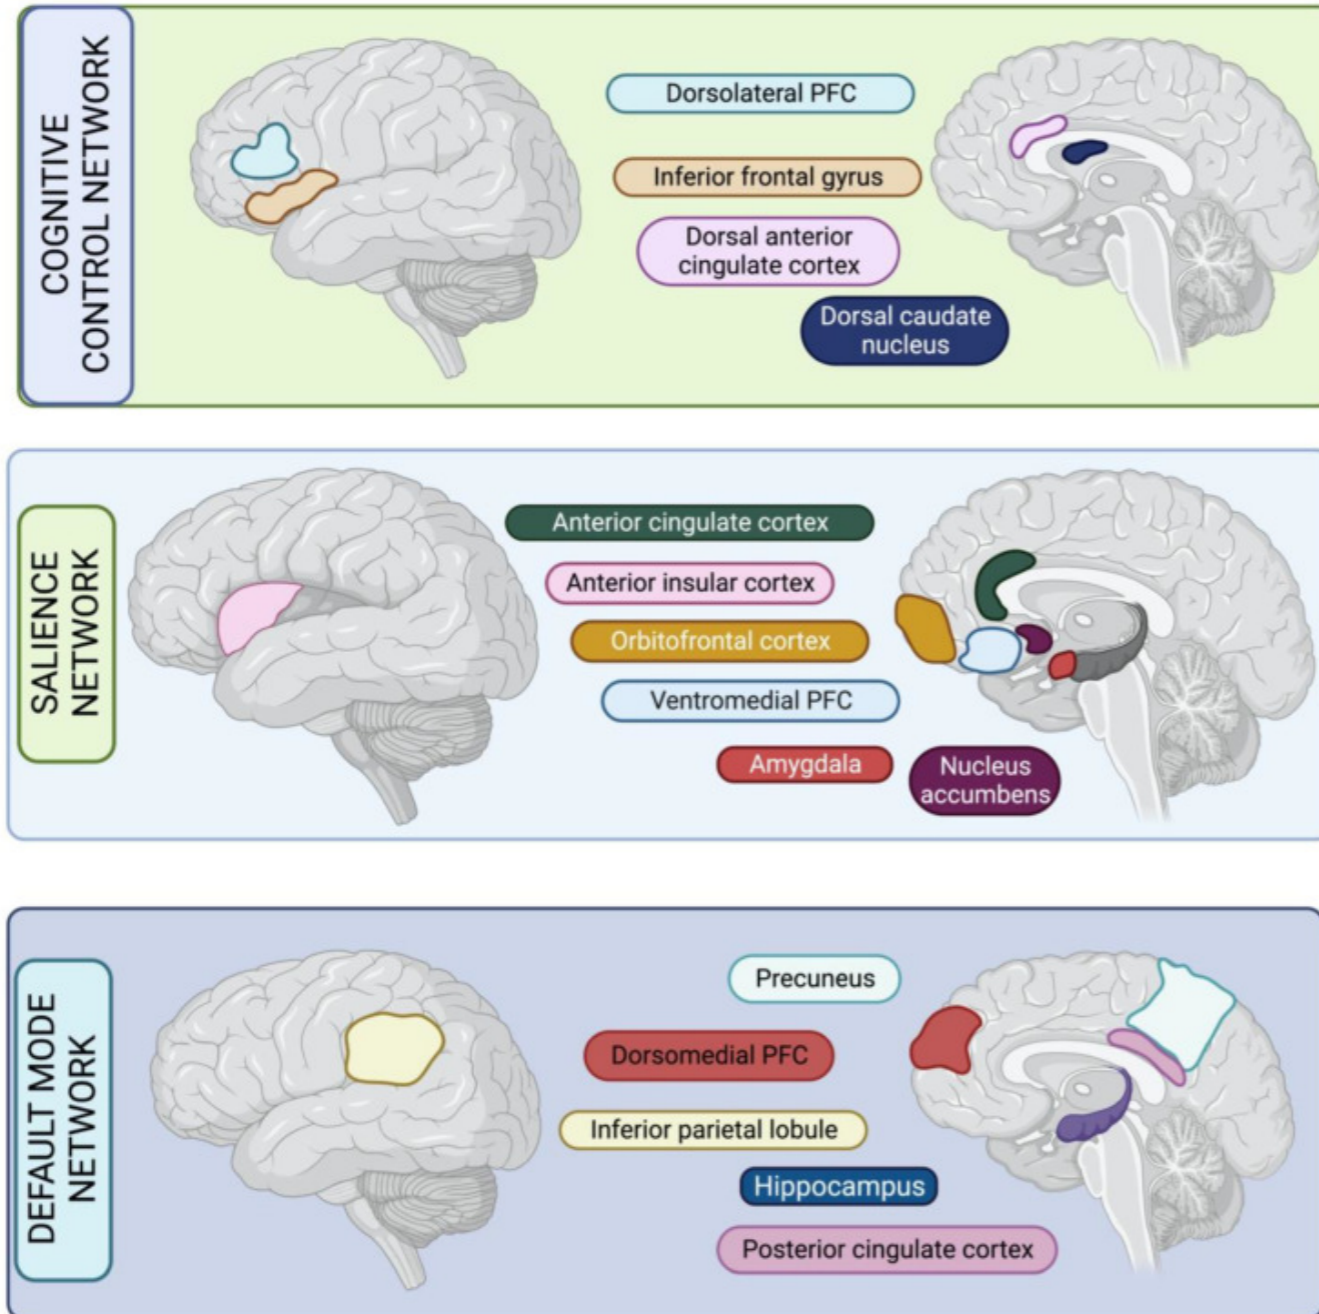 COGNITIVE
CONTROL NETWORK
Dorsolateral PFC
Inferior frontal gyrus
Dorsal anterior
cingulate cortex
Dorsal caudate
nucleus
SALIENCE
NETWORK
Anterior cingulate cortex
Anterior insular cortex
Orbitofrontal cortex
Ventromedial PFC
Amygdala
Nucleus
accumbens
DEFAULT MODE
NETWORK
Precuneus
Dorsomedial PFC
Inferior parietal lobule
Hippocampus
Posterior cingulate cortex